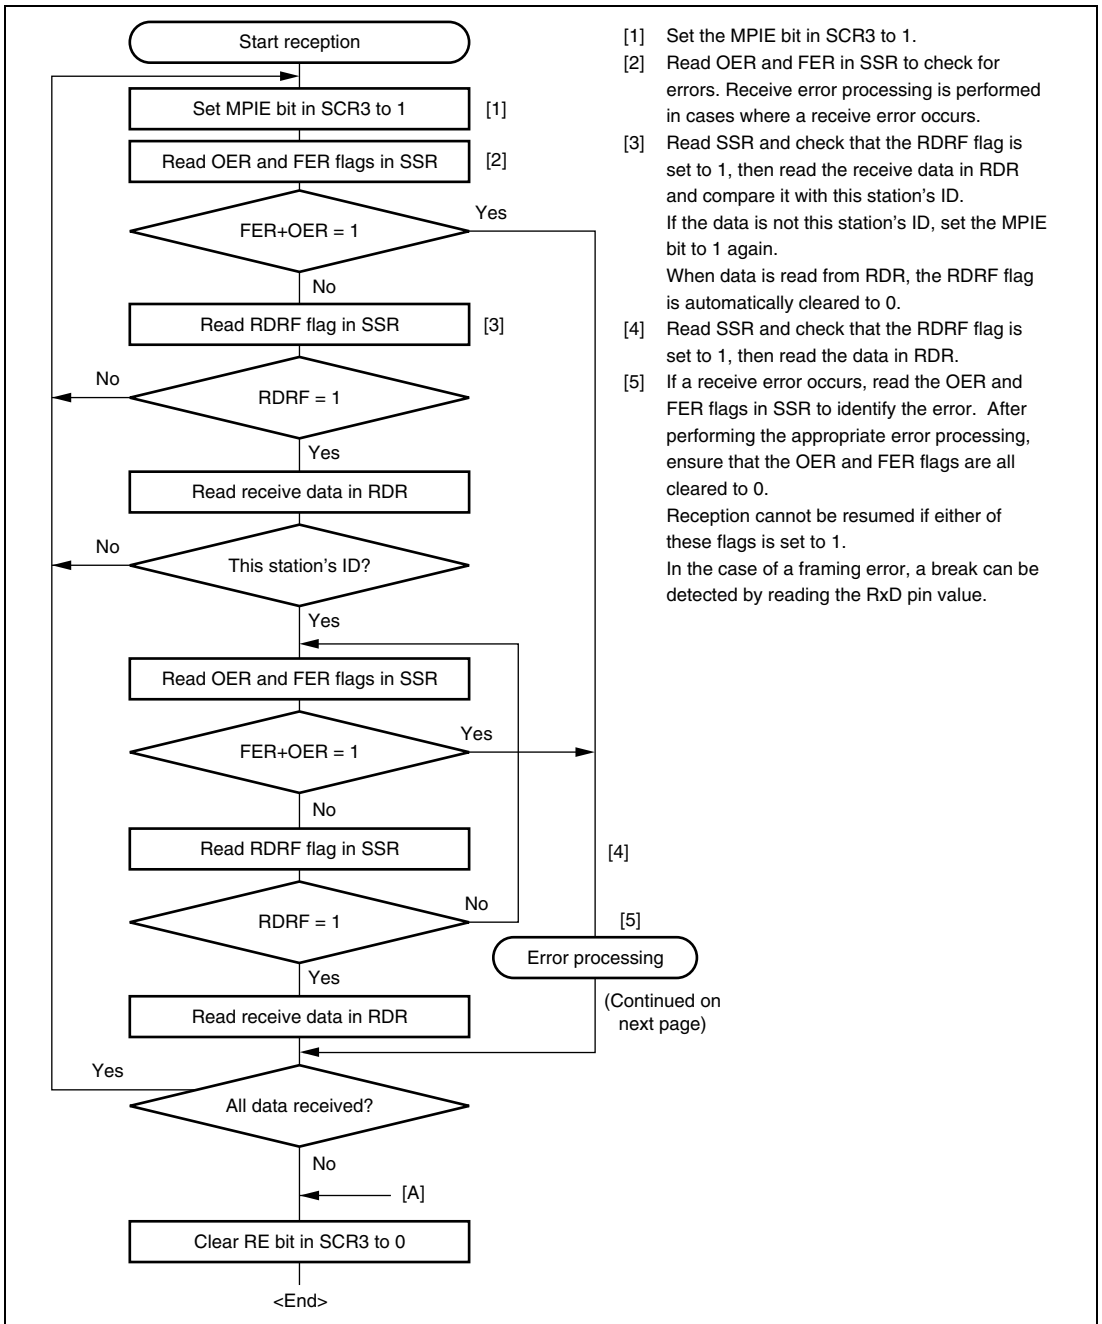 Start reception
Set MPIE bit in SCR3 to 1
[1]
Read OER and FER flags in SSR
[2]
Yes
FER+OER = 1
No
Read RDRF flag in SSR
[3]
No
RDRF = 1
Yes
Read receive data in RDR
No
This station's ID?
Yes
Read OER and FER flags in SSR
Yes
FER+OER = 1
No
Read RDRF flag in SSR
[4]
No
RDRF = 1
[5]
Error processing
Yes
(Continued on
next page)
Read receive data in RDR
Yes
All data received?
No
[A]
Clear RE bit in SCR3 to 0
<End>
[1] Set the MPIE bit in SCR3 to 1.
[2] Read OER and FER in SSR to check for
errors. Receive error processing is performed
in cases where a receive error occurs.
[3] Read SSR and check that the RDRF flag is
set to 1, then read the receive data in RDR
and compare it with this station's ID.
If the data is not this station's ID, set the MPIE
bit to 1 again.
When data is read from RDR, the RDRF flag
is automatically cleared to 0.
[4] Read SSR and check that the RDRF flag is
set to 1, then read the data in RDR.
[5] If a receive error occurs, read the OER and
FER flags in SSR to identify the error. After
performing the appropriate error processing,
ensure that the OER and FER flags are all
cleared to 0.
Reception cannot be resumed if either of
these flags is set to 1.
In the case of a framing error, a break can be
detected by reading the RxD pin value.